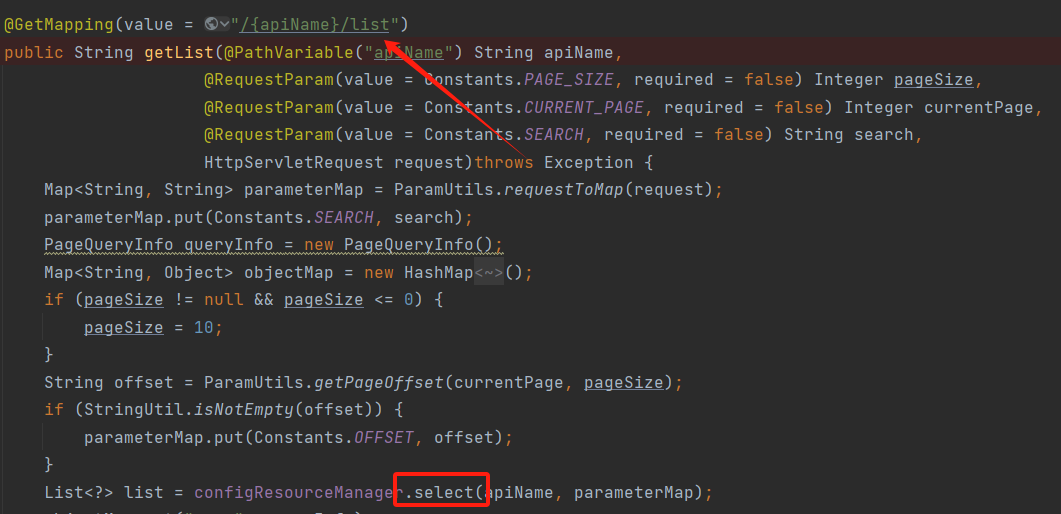 @GetMapping(value = "/{apiName}/list")
public String getList(@PathVariable("apiName") String apiName,
@RequestParam(value = Constants.PAGE_SIZE, required = false) Integer pageSize,
@RequestParam(value = Constants.CURRENT_PAGE, required = false) Integer currentPage,
@RequestParam(value = Constants.SEARCH, required = false) String search,
HttpServletRequest request)throws Exception {
Map<String, String> parameterMap = ParamUtils.requestToMap(request);
parameterMap.put(Constants.SEARCH, search);
PageQueryInfo queryInfo = new PageQueryInfo();
Map<String, Object> objectMap = new HashMap<~>();
if (pageSize != null && pageSize <= 0) {
pageSize = 10;
}
String offset = ParamUtils.getPageOffset(currentPage, pageSize);
if (StringUtil.isNotEmpty(offset)) {
parameterMap.put(Constants.OFFSET, offset);
}
List<?> list = configResourceManager.select(apiName, parameterMap);